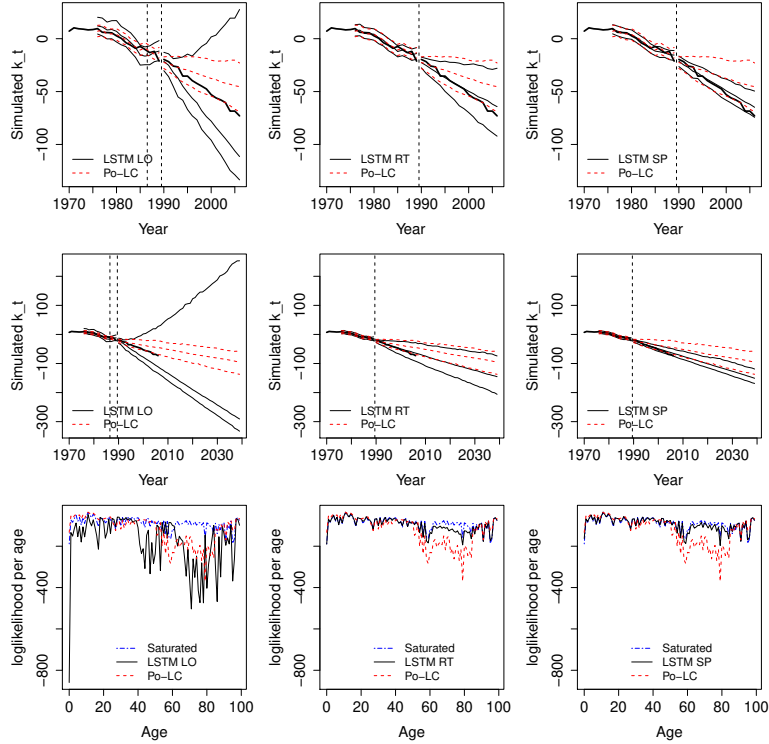 Simulated k_t
0
−50
−100
LSTM LO
Po−LC
1970 1980 1990 2000
Year
Simulated k_t
0
−50
−100
LSTM RT
Po−LC
1970 1980 1990 2000
Year
Simulated k_t
0
−50
−100
LSTM SP
Po−LC
1970 1980 1990 2000
Year
Simulated k_t
100
−100
−300
LSTM LO
Po−LC
1970 1990 2010 2030
Year
Simulated k_t
100
−100
−300
LSTM RT
Po−LC
1970 1990 2010 2030
Year
Simulated k_t
100
−100
−300
LSTM SP
Po−LC
1970 1990 2010 2030
Year
loglikelihood per age
−400
−800
Saturated
LSTM LO
Po−LC
0 20 40 60 80 100
Age
loglikelihood per age
−400
−800
Saturated
LSTM RT
Po−LC
0 20 40 60 80 100
Age
loglikelihood per age
−400
−800
Saturated
LSTM SP
Po−LC
0 20 40 60 80 100
Age